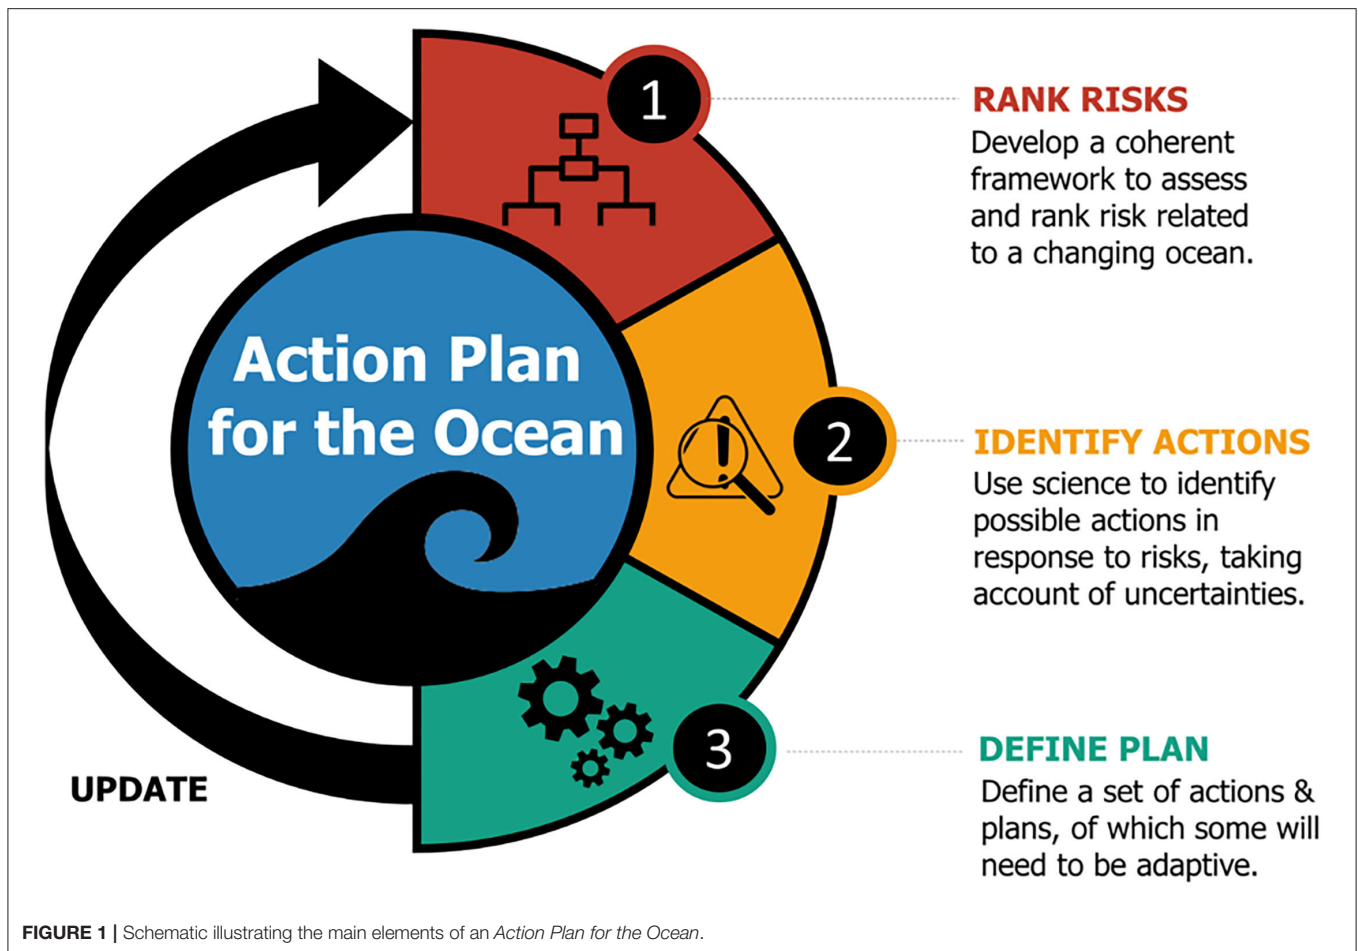 1
RANK RISKS
Develop a coherent
framework to assess
and rank risk related
to a changing ocean.
Action Plan
for the Ocean
2
IDENTIFY ACTIONS
Use science to identify
possible actions in
response to risks, taking
account of uncertainties.
3
DEFINE PLAN
Define a set of actions &
plans, of which some will
need to be adaptive.
UPDATE
FIGURE 1 | Schematic illustrating the main elements of an Action Plan for the Ocean.